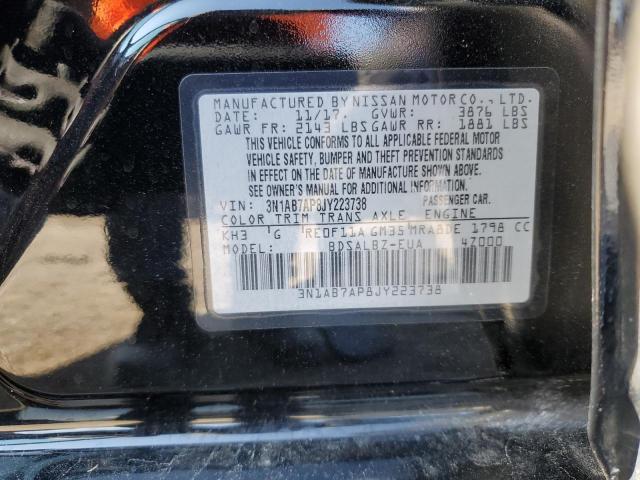 MANUFACTURED BY NISSAN MOTOR CO., LTD.
DATE: 11/17 GVWR: 3876 LBS
GAWR FR: 2143 LBS GAWR RR: 1881 LBS
THIS VEHICLE CONFORMS TO ALL APPLICABLE FEDERAL MOTOR
VEHICLE SAFETY, BUMPER AND THEFT PREVENTION STANDARDS
IN EFFECT ON THE DATE OF MANUFACTURE SHOWN ABOVE.
SEE OWNER'S MANUAL FOR ADDITIONAL INFORMATION.
VIN: 3N1AB7AP8JY223738 PASSENGER CAR.
COLOR TRIM TRANS AXLE ENGINE
KH3 G RE0F11A GM35 MRA8DE 1798 CC
MODEL: BDSALBZ-EUA 4Z000
3N1AB7AP8JY223738